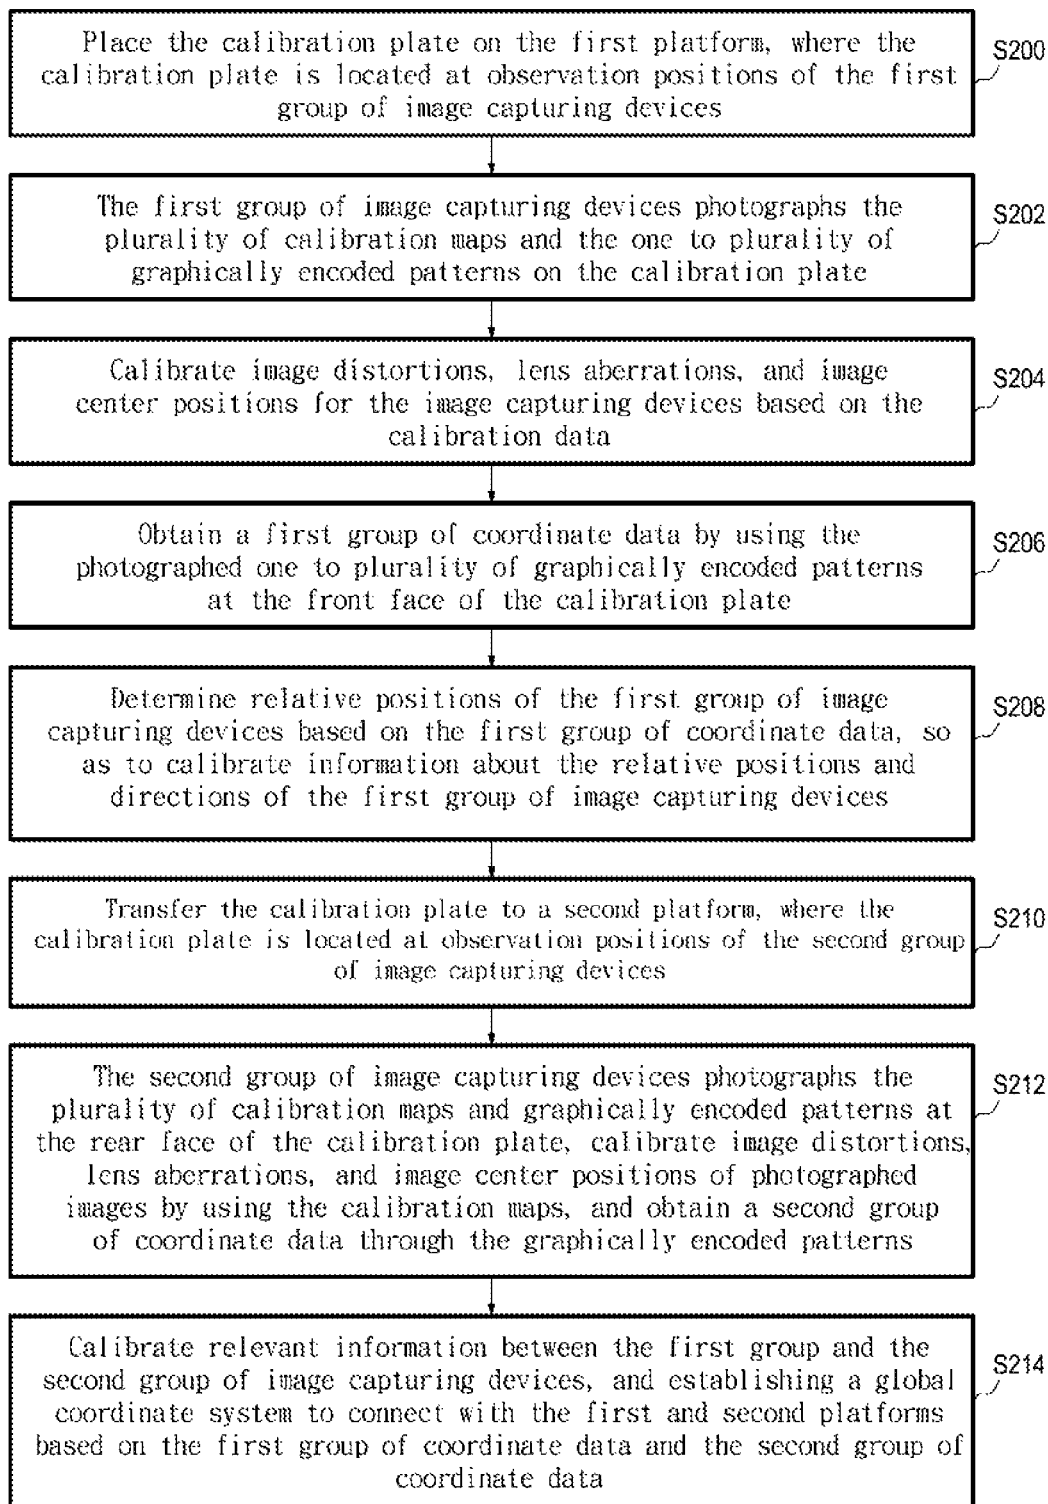 Place the calibration plate on the first platform, where the
calibration plate is located at observation positions of the first
group of image capturing devices
S200
The first group of image capturing devices photographs the
plurality of calibration maps and the one to plurality of
graphically encoded patterns on the calibration plate
S202
Calibrate image distortions, lens aberrations, and image
center positions for the image capturing devices based on the
calibration data
S204
Obtain a first group of coordinate data by using the
photographed one to plurality of graphically encoded patterns
at the front face of the calibration plate
S206
Determine relative positions of the first group of image
capturing devices based on the first group of coordinate data, so
as to calibrate information about the relative positions and
directions of the first group of image capturing devices
S208
Transfer the calibration plate to a second platform, where the
calibration plate is located at observation positions of the second group
of image capturing devices
S210
The second group of image capturing devices photographs the
plurality of calibration maps and graphically encoded patterns at
the rear face of the calibration plate, calibrate image distortions,
lens aberrations, and image center positions of photographed
images by using the calibration maps, and obtain a second group
of coordinate data through the graphically encoded patterns
S212
Calibrate relevant information between the first group and the
second group of image capturing devices, and establishing a global
coordinate system to connect with the first and second platforms
based on the first group of coordinate data and the second group of
coordinate data
S214